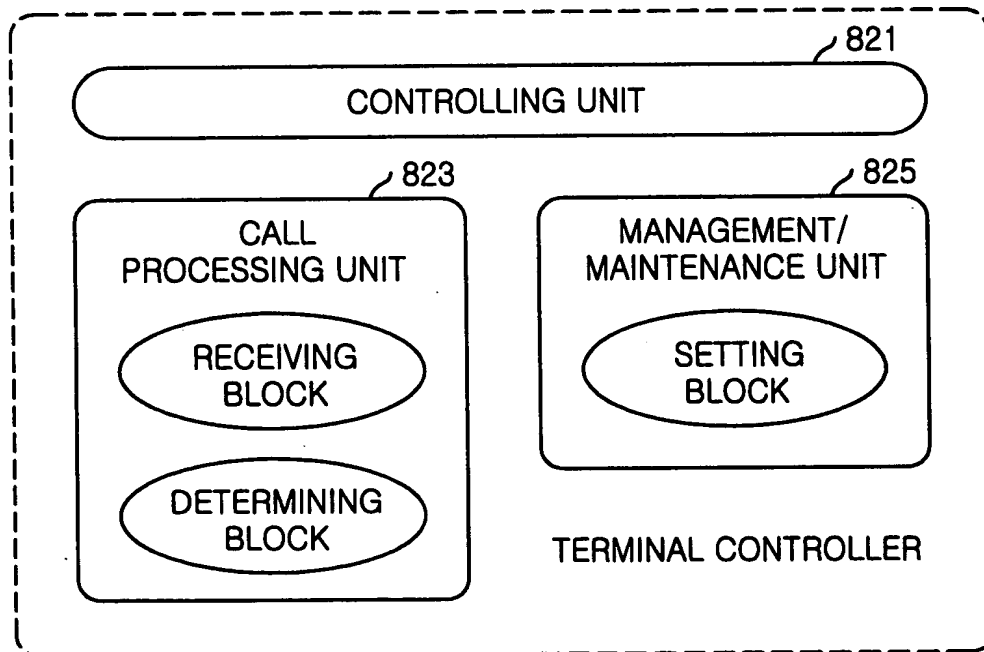 821
CONTROLLING UNIT
823
CALL
PROCESSING UNIT
RECEIVING
BLOCK
DETERMINING
BLOCK
825
MANAGEMENT/
MAINTENANCE UNIT
SETTING
BLOCK
TERMINAL CONTROLLER